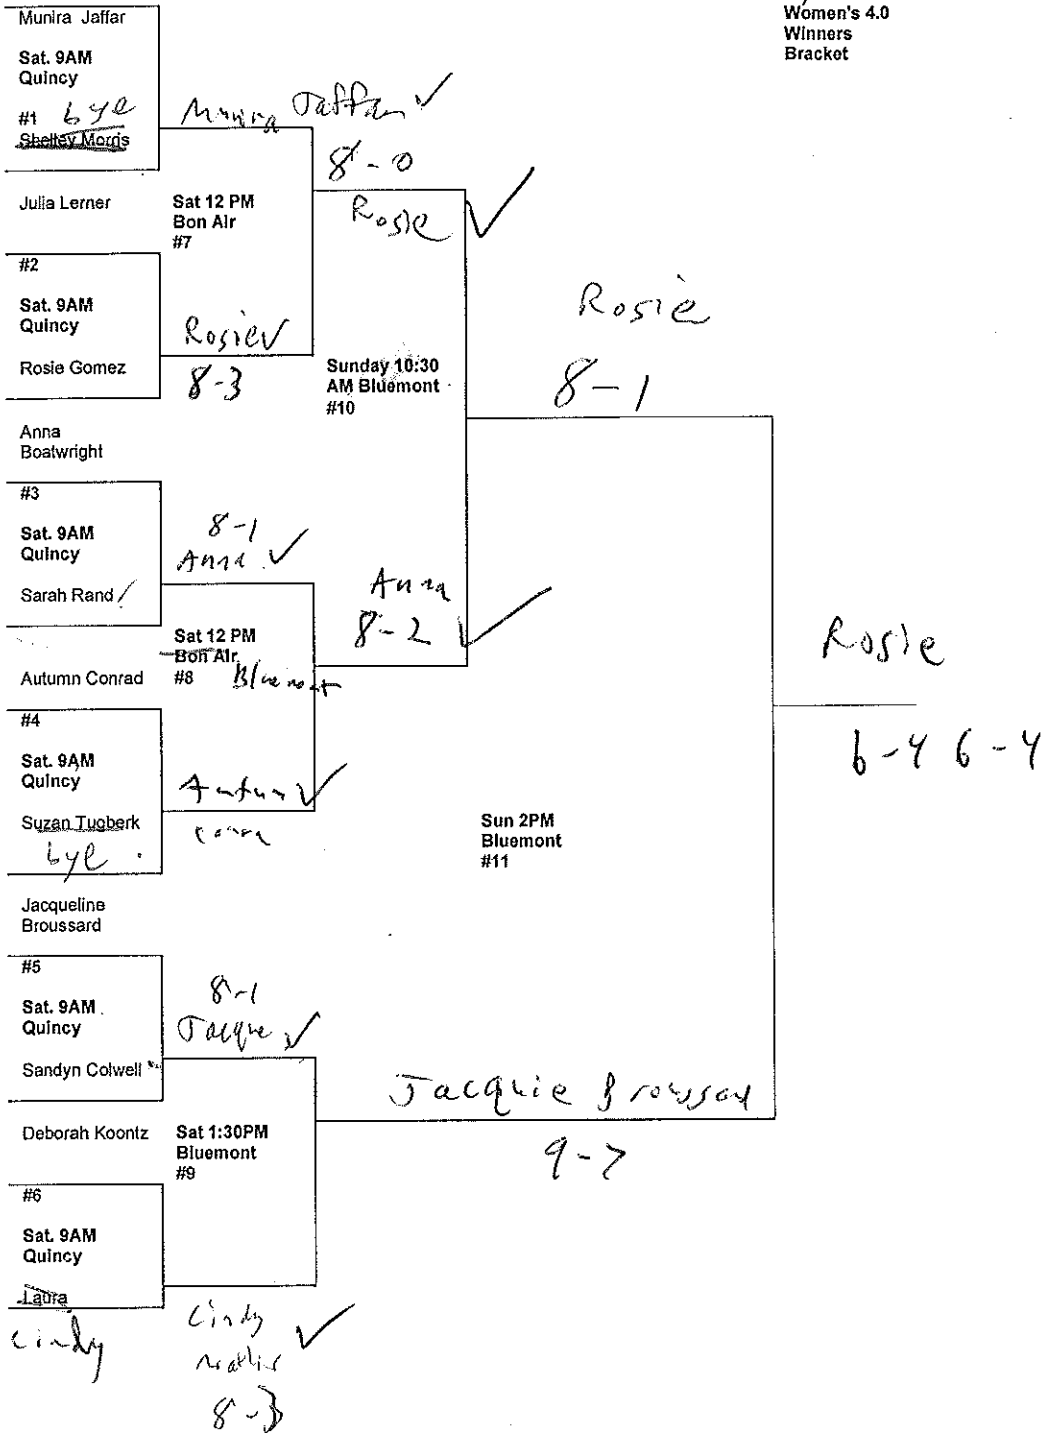 Women's 4.0
Winners
Bracket
Munira Jaffar
Sat. 9AM
Quincy
#1 bye
Shelley Morris
Munira Jaffar ✓
8-0
Julia Lerner
Sat 12 PM
Bon Air
#7
Rosie ✓
#2
Sat. 9AM
Quincy
Rosie Gomez
Rosie ✓
8-3
Sunday 10:30
AM Bluemont
#10
Rosie
8-1
Anna
Boatwright
#3
Sat. 9AM
Quincy
Sarah Rand
8-1
Anna ✓
Anna
8-2 ✓
Sat 12 PM
Bon Air
#8 Bluemont
Autumn Conrad
#4
Sat. 9AM
Quincy
Suzan Tugberk
bye
Autum ✓
Rosie
6-4 6-4
Sun 2PM
Bluemont
#11
Jacqueline
Broussard
#5
Sat. 9AM
Quincy
Sandyn Colwell
8-1
Jacque ✓
Jacquie Broussard
9-7
Deborah Koontz
Sat 1:30PM
Bluemont
#9
#6
Sat. 9AM
Quincy
Laura
Cindy
Cindy ✓
8-3